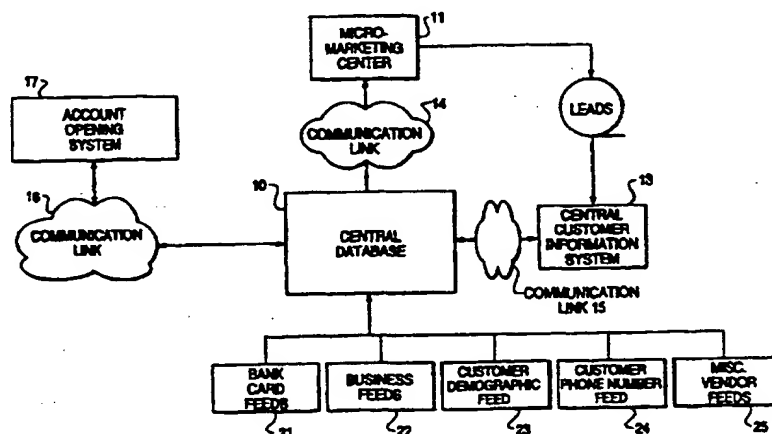 11
MICRO-
MARKETING
CENTER
17
ACCOUNT
OPENING
SYSTEM
14
COMMUNICATION
LINK
LEADS
16
COMMUNICATION
LINK
10
CENTRAL
DATABASE
13
CENTRAL
CUSTOMER
INFORMATION
SYSTEM
COMMUNICATION
LINK 15
BANK
CARD
FEEDS
BUSINESS
FEEDS
CUSTOMER
DEMOGRAPHIC
FEED
CUSTOMER
PHONE NUMBER
FEED
MISC.
VENDOR
FEEDS
21
22
23
24
25